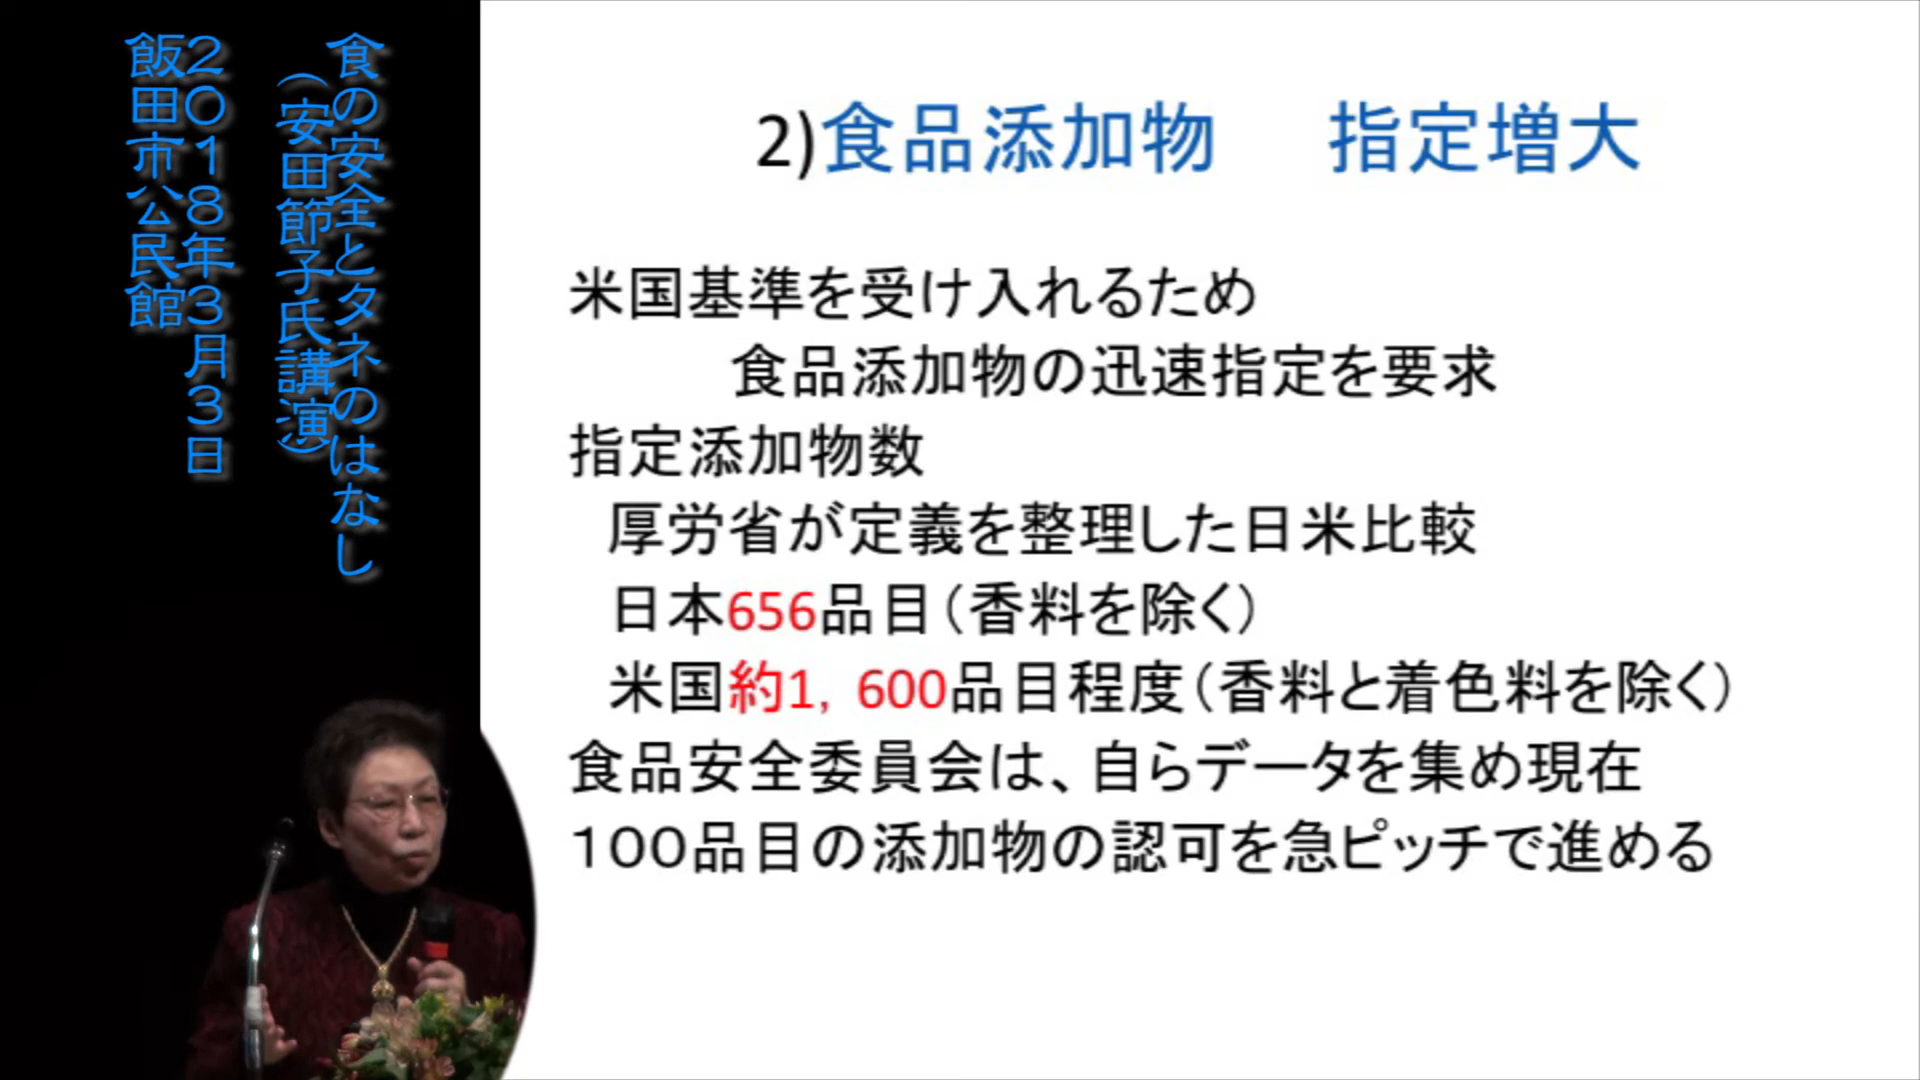 食の安全とタネのはなし
（安田節子氏講演）
２０１８年３月３日
飯田市公民館
2)食品添加物　指定増大
米国基準を受け入れるため
食品添加物の迅速指定を要求
指定添加物数
厚労省が定義を整理した日米比較
日本656品目（香料を除く）
米国約1，600品目程度（香料と着色料を除く）
食品安全委員会は、自らデータを集め現在
１００品目の添加物の認可を急ピッチで進める